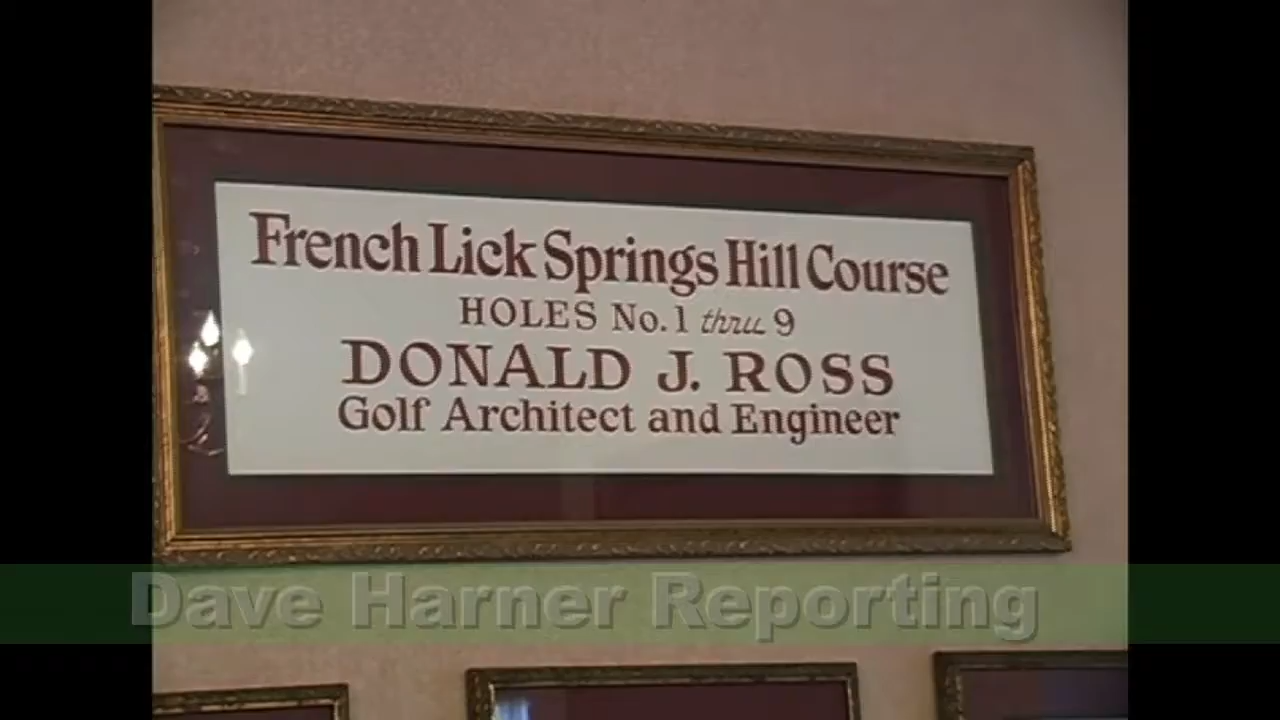 French Lick Springs Hill Course
HOLES No. 1 thru 9
DONALD J. ROSS
Golf Architect and Engineer
Dave Harner Reporting